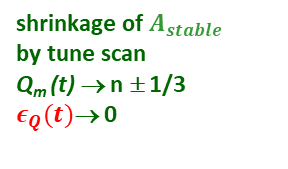 shrinkage of A_stable
by tune scan
Q_m (t) → n ± 1/3
ϵ_Q (t) → 0